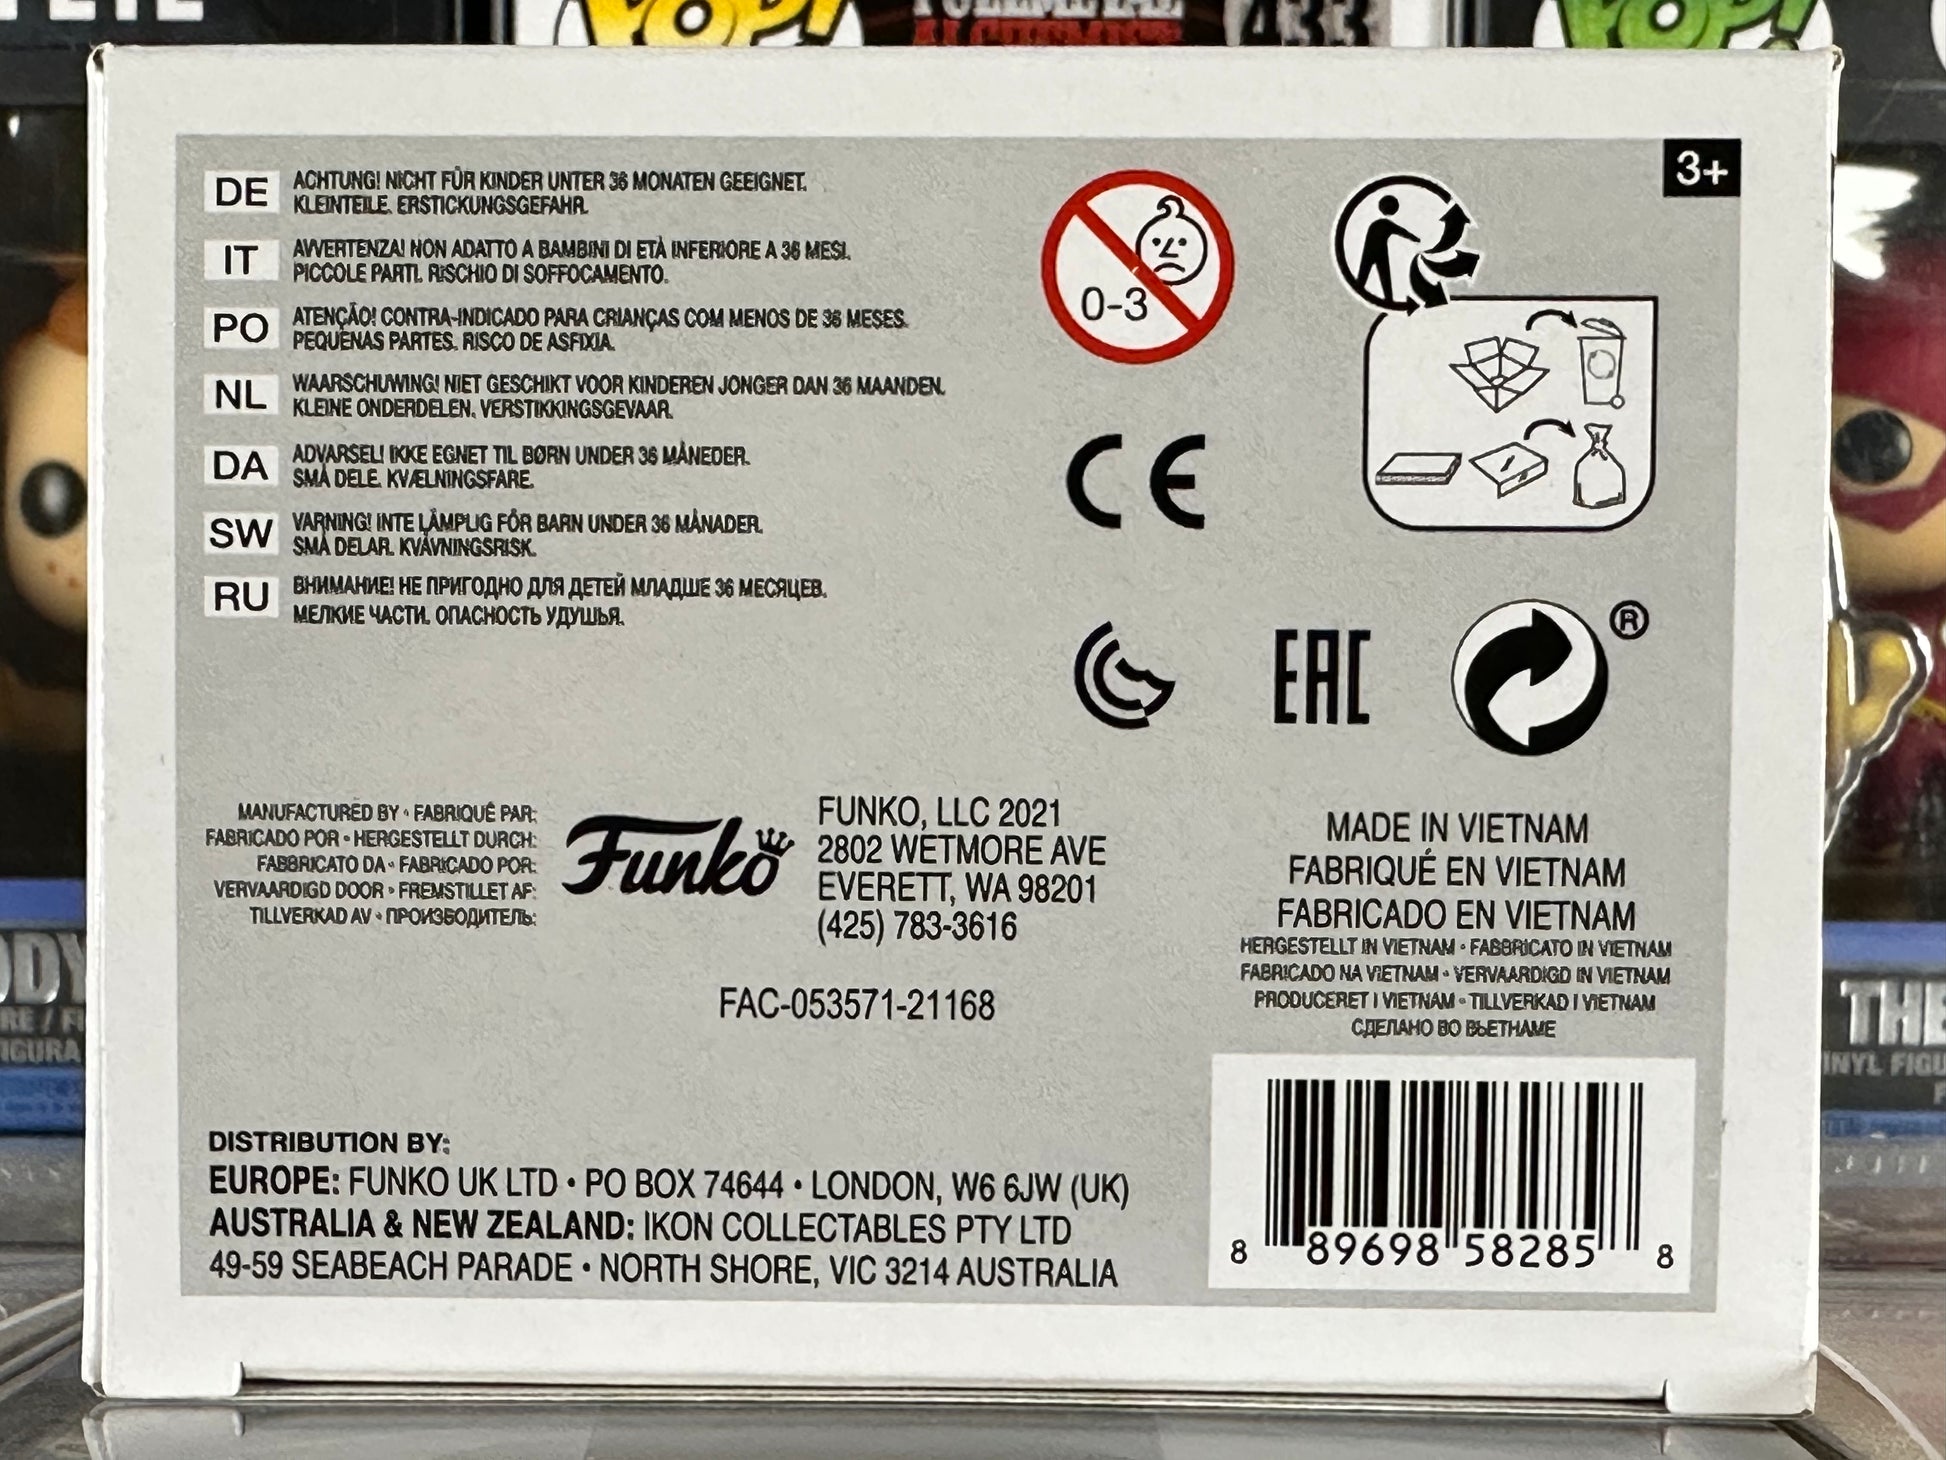 POP!
FULLMETAL
ALCHEMIST
433
POP!
3+
DE
ACHTUNG! NICHT FÜR KINDER UNTER 36 MONATEN GEEIGNET.
KLEINTEILE. ERSTICKUNGSGEFAHR.
IT
AVVERTENZA! NON ADATTO A BAMBINI DI ETÀ INFERIORE A 36 MESI.
PICCOLE PARTI. RISCHIO DI SOFFOCAMENTO.
PO
ATENÇÃO! CONTRA-INDICADO PARA CRIANÇAS COM MENOS DE 36 MESES.
PEQUENAS PARTES. RISCO DE ASFIXIA.
NL
WAARSCHUWING! NIET GESCHIKT VOOR KINDEREN JONGER DAN 36 MAANDEN.
KLEINE ONDERDELEN. VERSTIKKINGSGEVAAR.
DA
ADVARSEL! IKKE EGNET TIL BØRN UNDER 36 MÅNEDER.
SMÅ DELE. KVÆLNINGSFARE.
SW
VARNING! INTE LÄMPLIG FÖR BARN UNDER 36 MÅNADER.
SMÅ DELAR. KVÄVNINGSRISK.
RU
ВНИМАНИЕ! НЕ ПРИГОДНО ДЛЯ ДЕТЕЙ МЛАДШЕ 36 МЕСЯЦЕВ.
МЕЛКИЕ ЧАСТИ. ОПАСНОСТЬ УДУШЬЯ.
0-3
CE
EAC
®
MANUFACTURED BY • FABRIQUÉ PAR:
FABRICADO POR • HERGESTELLT DURCH:
FABBRICATO DA • FABRICADO POR:
VERVAARDIGD DOOR • FREMSTILLET AF:
TILLVERKAD AV • ПРОИЗВОДИТЕЛЬ:
Funko
FUNKO, LLC 2021
2802 WETMORE AVE
EVERETT, WA 98201
(425) 783-3616
FAC-053571-21168
MADE IN VIETNAM
FABRIQUÉ EN VIETNAM
FABRICADO EN VIETNAM
HERGESTELLT IN VIETNAM • FABBRICATO IN VIETNAM
FABRICADO NA VIETNAM • VERVAARDIGD IN VIETNAM
PRODUCERET I VIETNAM • TILLVERKAD I VIETNAM
СДЕЛАНО ВО ВЬЕТНАМЕ
DISTRIBUTION BY:
EUROPE: FUNKO UK LTD • PO BOX 74644 • LONDON, W6 6JW (UK)
AUSTRALIA & NEW ZEALAND: IKON COLLECTABLES PTY LTD
49-59 SEABEACH PARADE • NORTH SHORE, VIC 3214 AUSTRALIA
8 89698 58285 8
THE